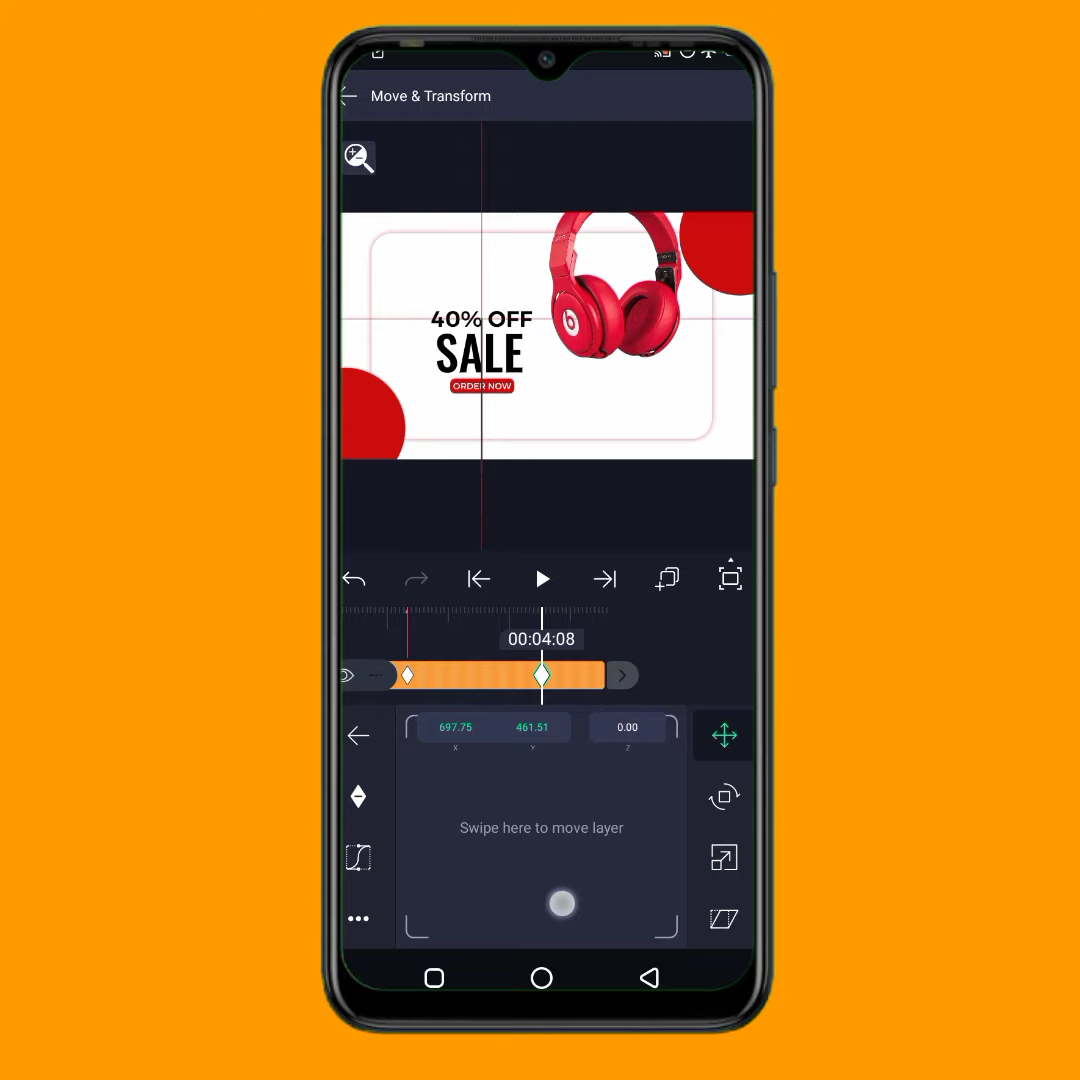 Move & Transform
40% OFF
SALE
ORDER NOW
00:04:08
697.75 461.51 0.00
X Y Z
Swipe here to move layer